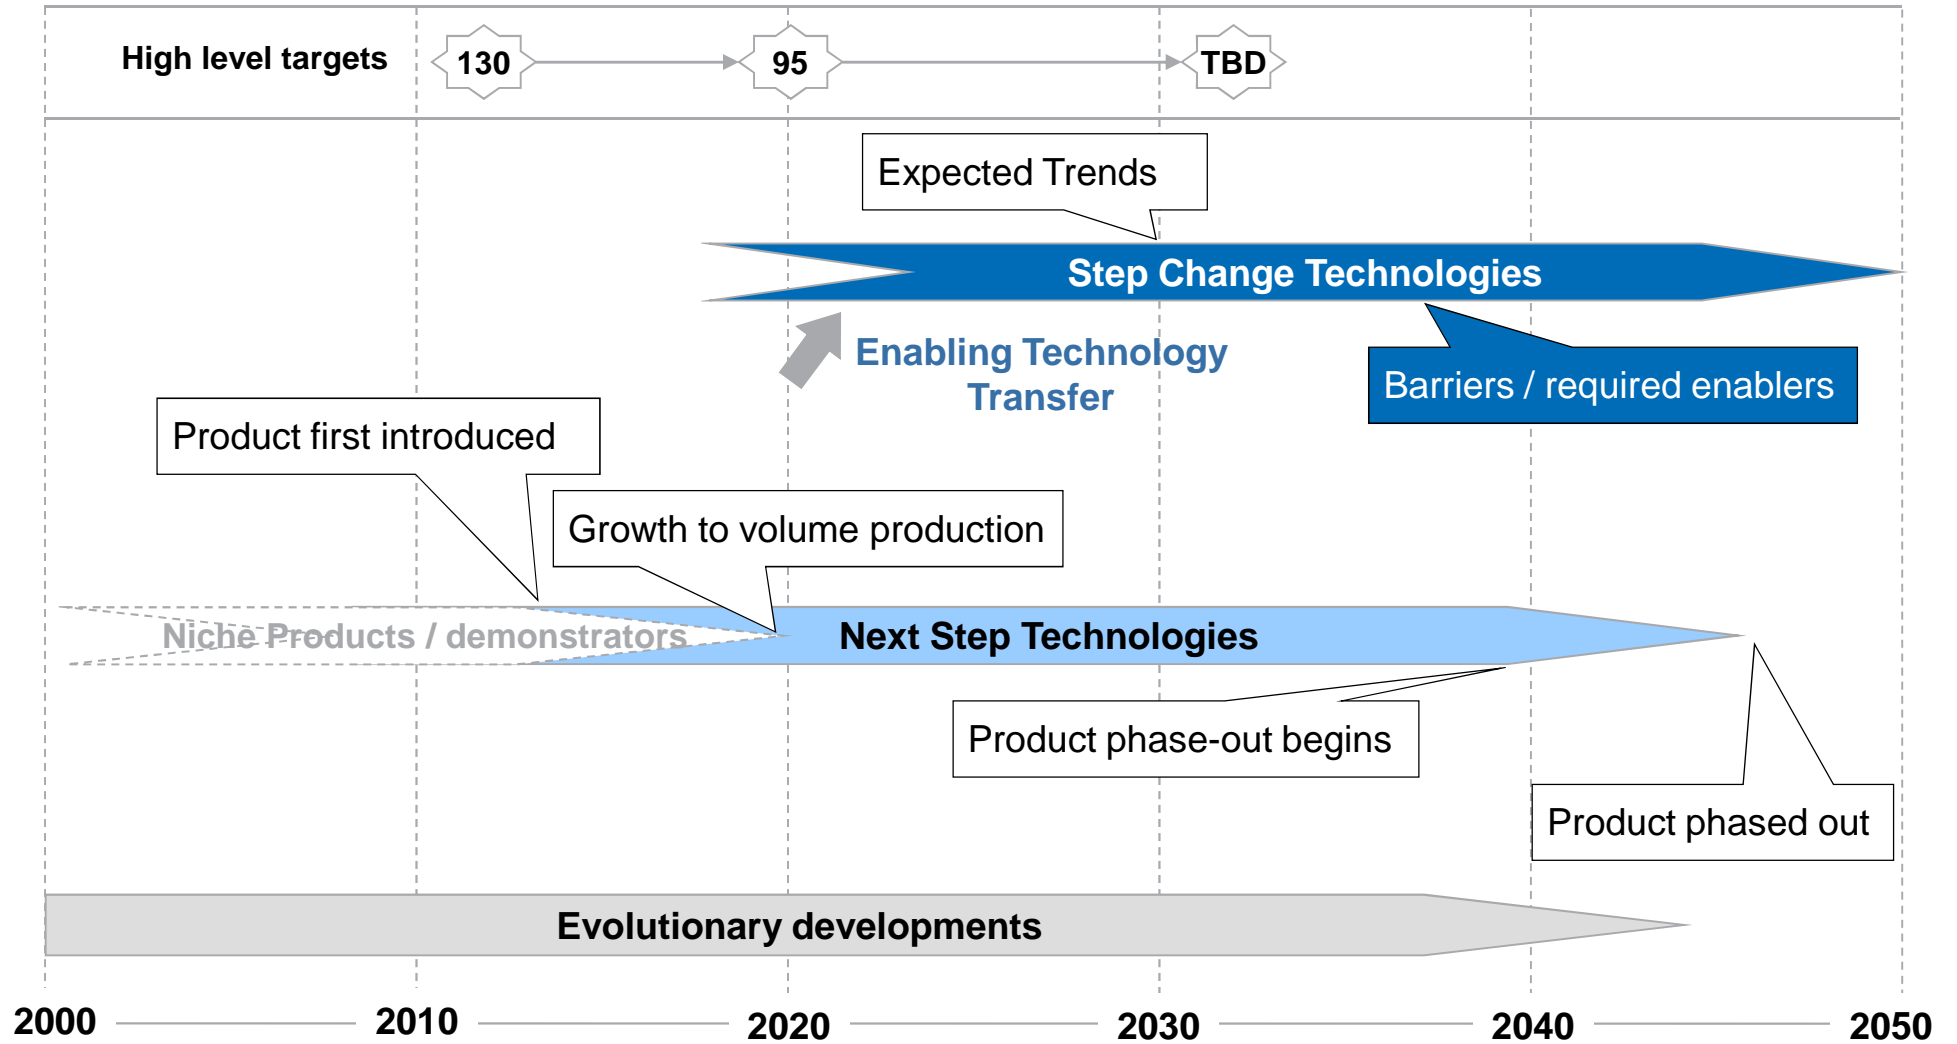 High level targets
130
95
TBD
Expected Trends
Step Change Technologies
Enabling Technology
Transfer
Barriers / required enablers
Product first introduced
Growth to volume production
Niche Products / demonstrators
Next Step Technologies
Product phase-out begins
Product phased out
Evolutionary developments
2000
2010
2020
2030
2040
2050